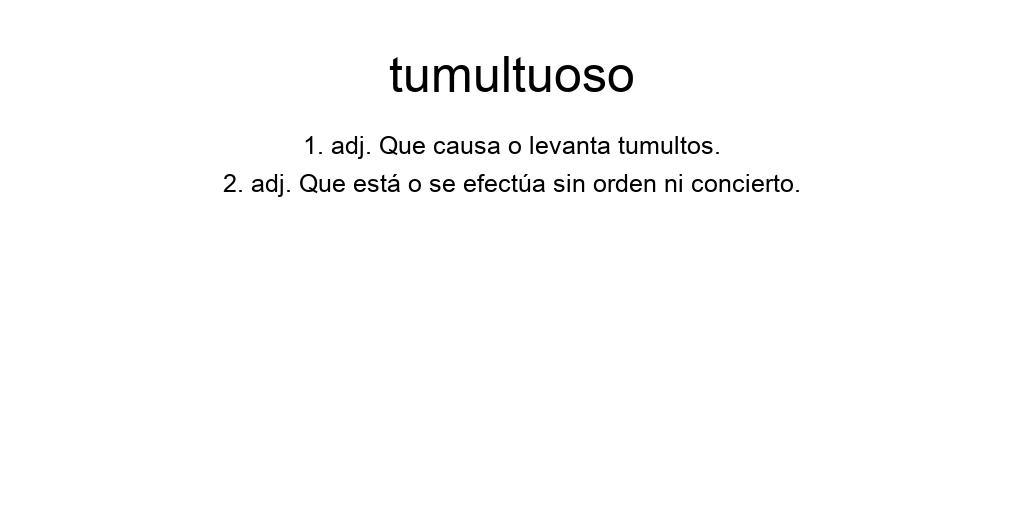 tumultuoso
1. adj. Que causa o levanta tumultos.
2. adj. Que está o se efectúa sin orden ni concierto.